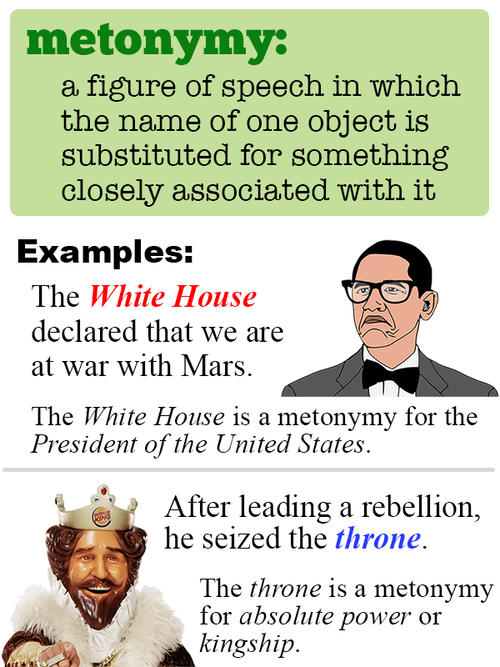 metonymy:
a figure of speech in which
the name of one object is
substituted for something
closely associated with it
Examples:
The White House
declared that we are
at war with Mars.
The White House is a metonymy for the
President of the United States.
BURGER
KING
After leading a rebellion,
he seized the throne.
The throne is a metonymy
for absolute power or
kingship.